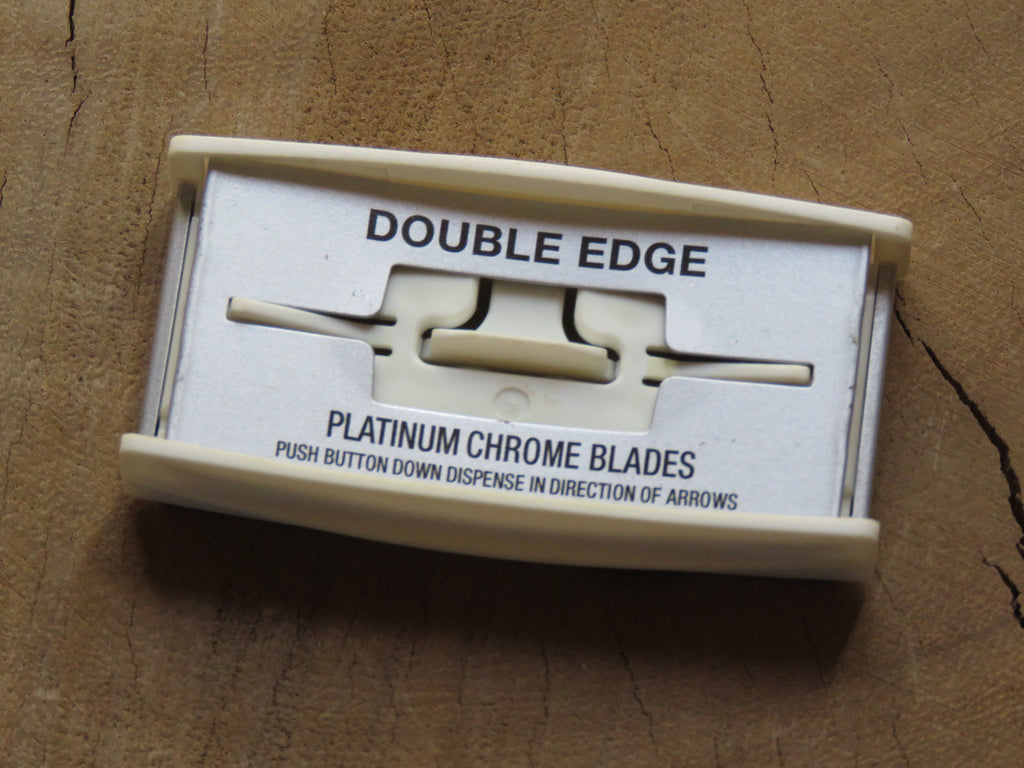 DOUBLE EDGE
PLATINUM CHROME BLADES
PUSH BUTTON DOWN DISPENSE IN DIRECTION OF ARROWS